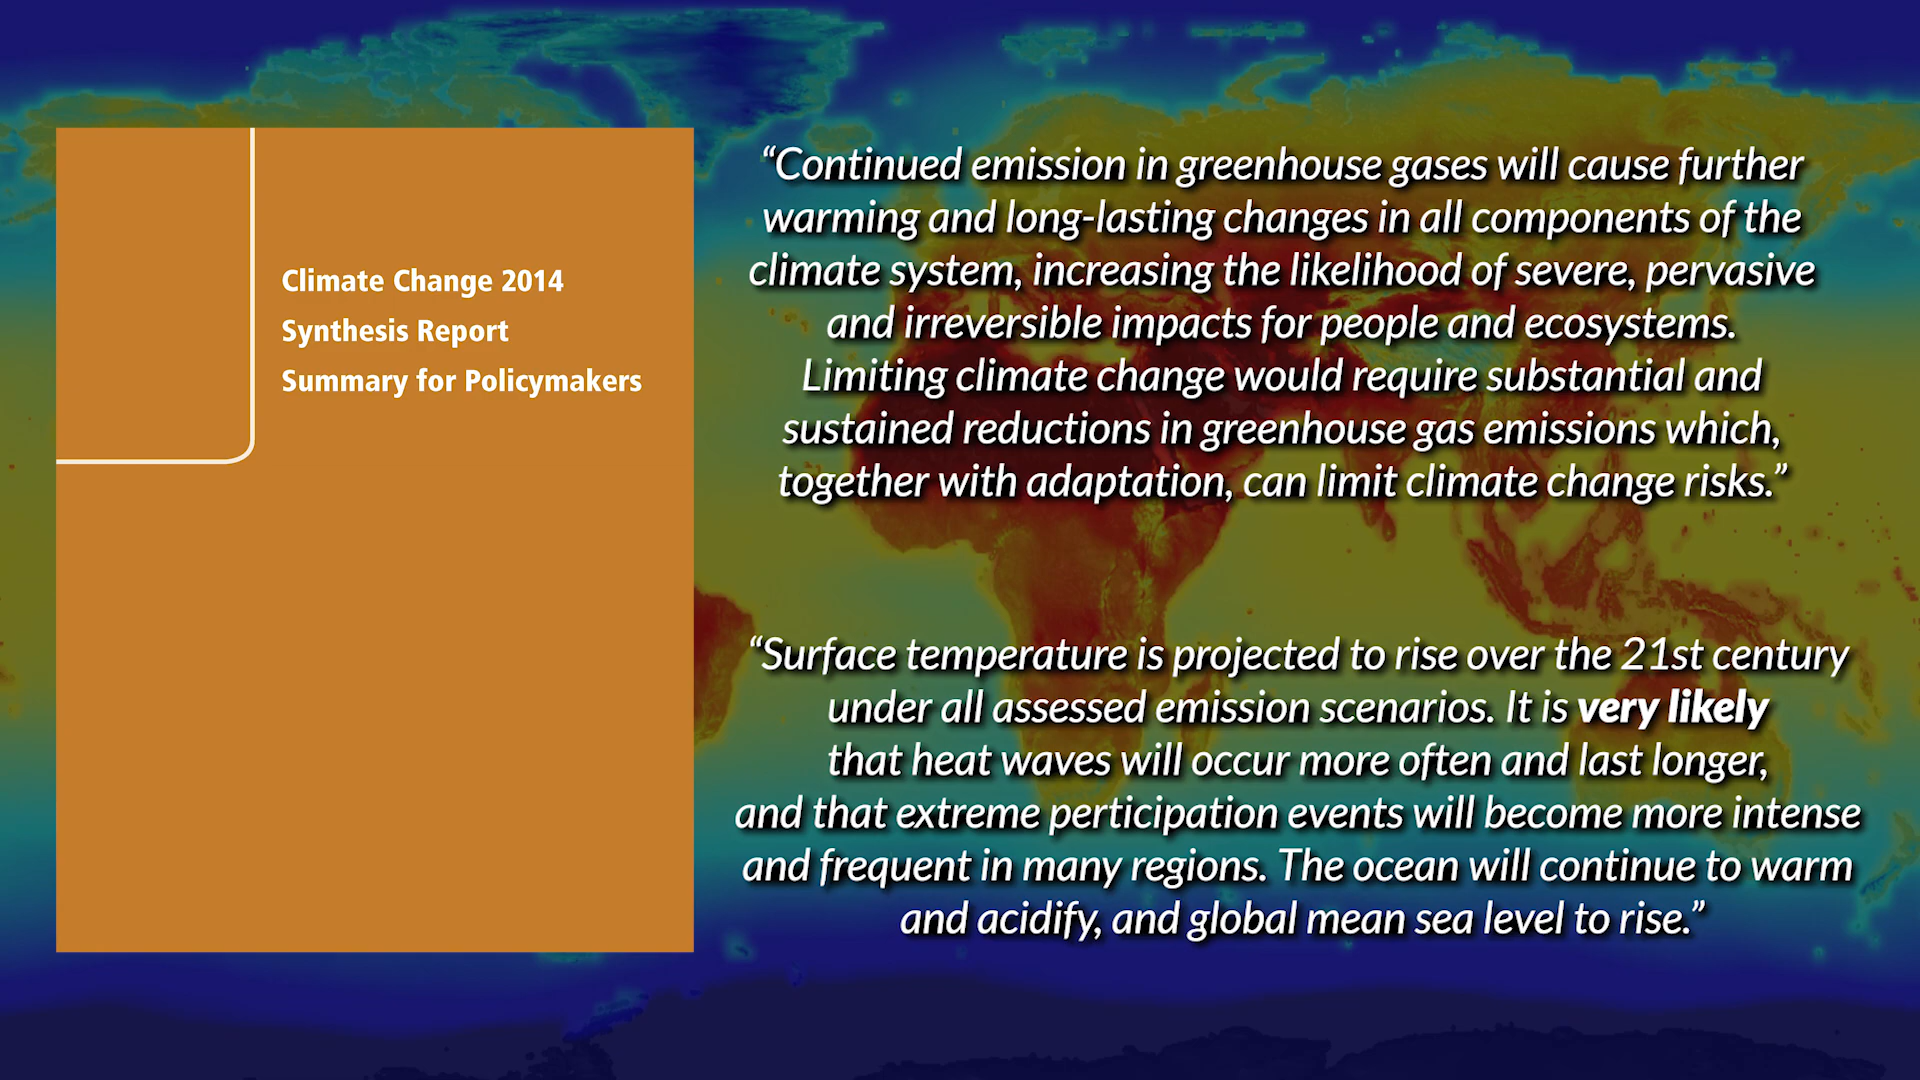 Climate Change 2014
Synthesis Report
Summary for Policymakers
“Continued emission in greenhouse gases will cause further
warming and long-lasting changes in all components of the
climate system, increasing the likelihood of severe, pervasive
and irreversible impacts for people and ecosystems.
Limiting climate change would require substantial and
sustained reductions in greenhouse gas emissions which,
together with adaptation, can limit climate change risks.”
“Surface temperature is projected to rise over the 21st century
under all assessed emission scenarios. It is very likely
that heat waves will occur more often and last longer,
and that extreme perticipation events will become more intense
and frequent in many regions. The ocean will continue to warm
and acidify, and global mean sea level to rise.”